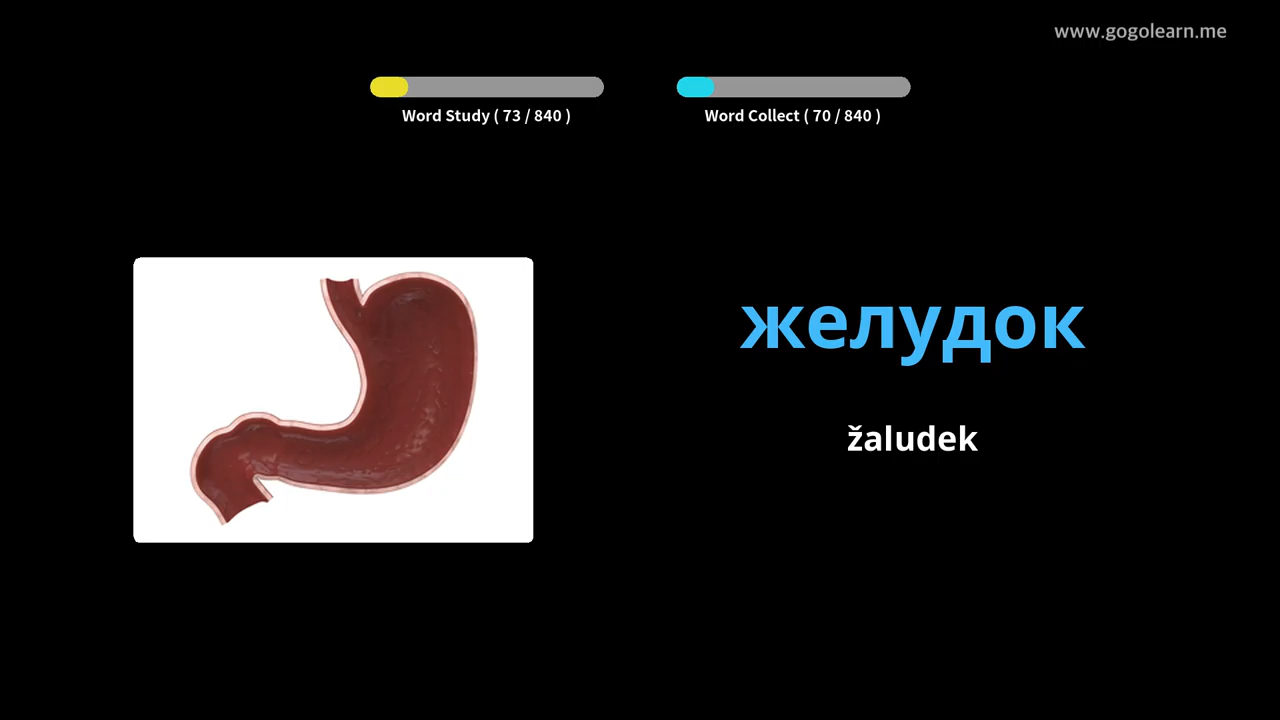 www.gogolearn.me
Word Study ( 73 / 840 )
Word Collect ( 70 / 840 )
желудок
žaludek